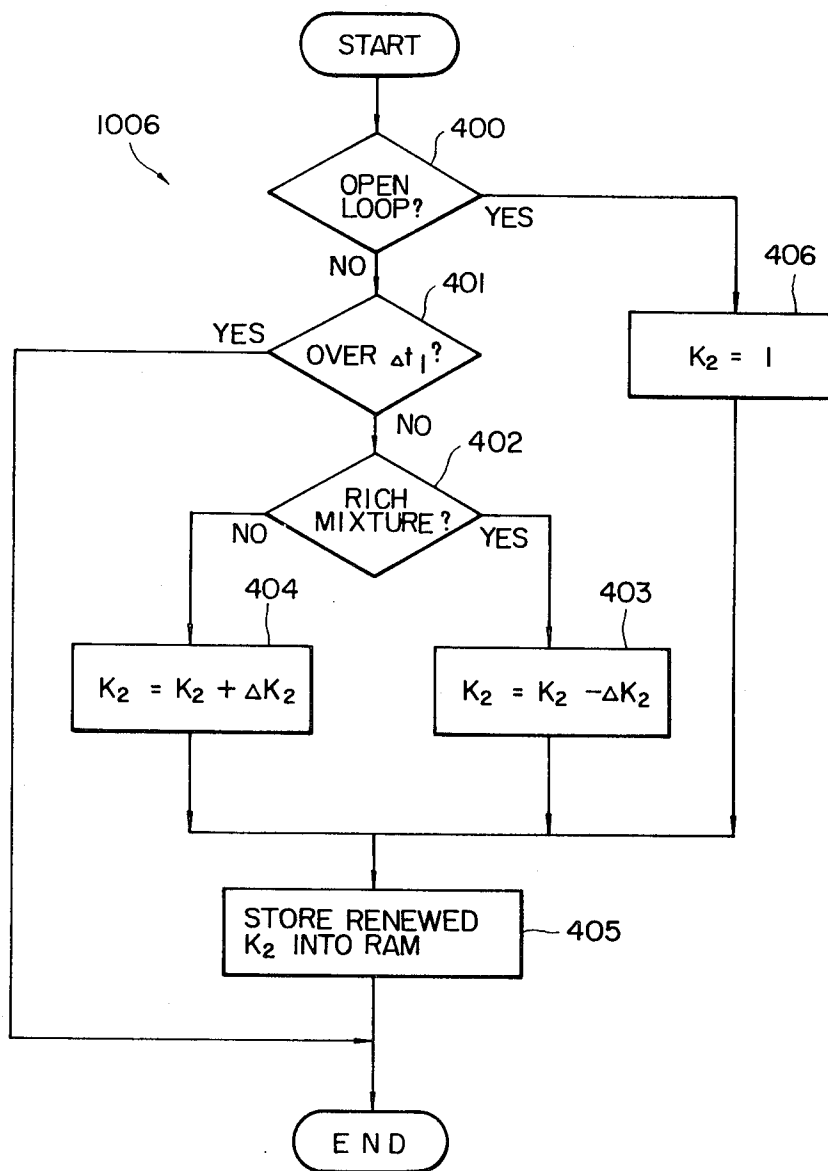 START
1006
400
OPEN
LOOP?
YES
NO
401
406
YES
OVER Δt₁?
K₂ = 1
NO
402
RICH
MIXTURE?
NO
YES
404
403
K₂ = K₂ + ΔK₂
K₂ = K₂ - ΔK₂
STORE RENEWED
K₂ INTO RAM
405
END